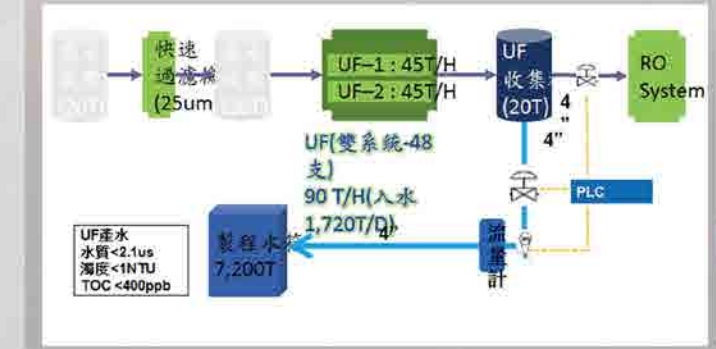 快速
過濾機
(25um
UF-1 : 45T/H
UF-2 : 45T/H
UF
收集
(20T)
4
"
4"
RO
System
UF(雙系統-48
支)
90 T/H(入水
1,720T/D)
PLC
UF產水
水質<2.1us
濁度<1NTU
TOC <400ppb
製程水
7,200T
4"
流
量
計